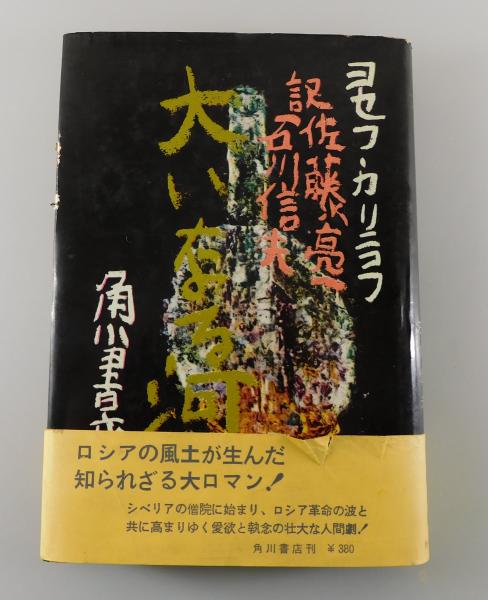 ヨセフ・カリニコフ
訳佐藤亮一
石川信夫
大いなる河
角川書
ロシアの風土が生んだ
知られざる大ロマン!
シベリアの僧院に始まり、ロシア革命の波と
共に高まりゆく愛欲と執念の壮大な人間劇!
角川書店刊 ￥380